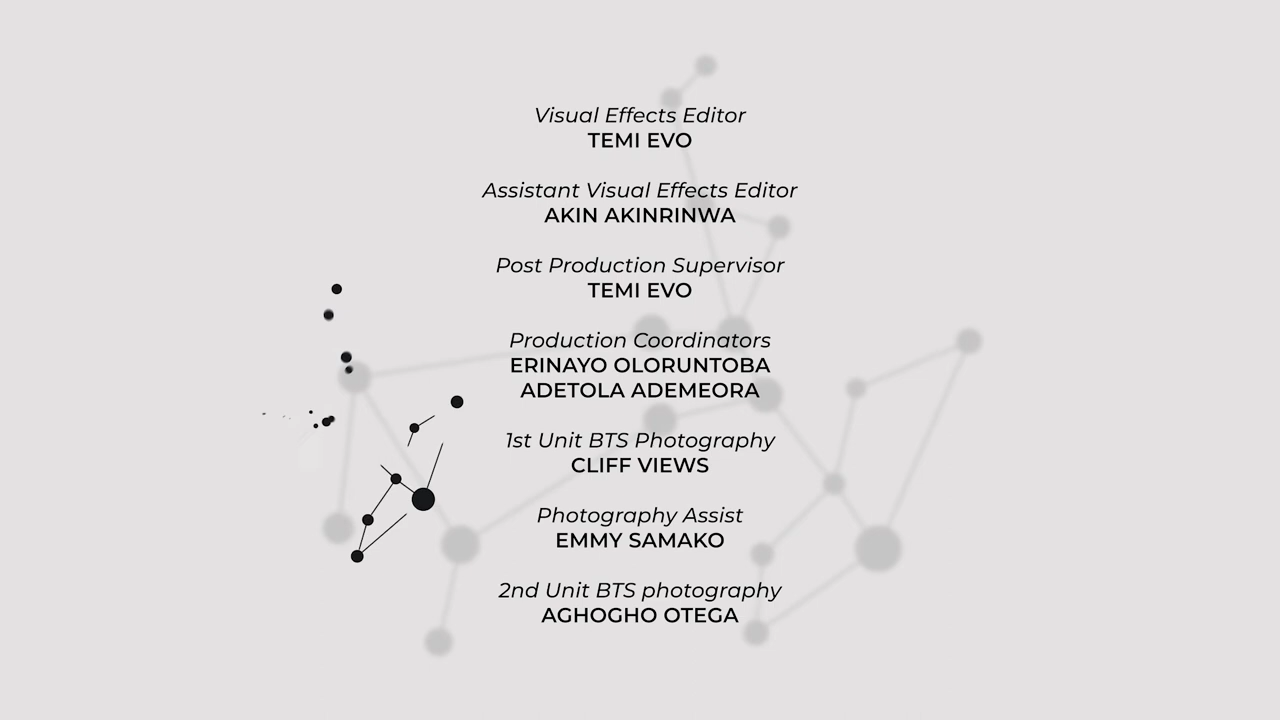 Visual Effects Editor
TEMI EVO
Assistant Visual Effects Editor
AKIN AKINRINWA
Post Production Supervisor
TEMI EVO
Production Coordinators
ERINAYO OLORUNTOBA
ADETOLA ADEMEORA
1st Unit BTS Photography
CLIFF VIEWS
Photography Assist
EMMY SAMAKO
2nd Unit BTS photography
AGHOGHO OTEGA